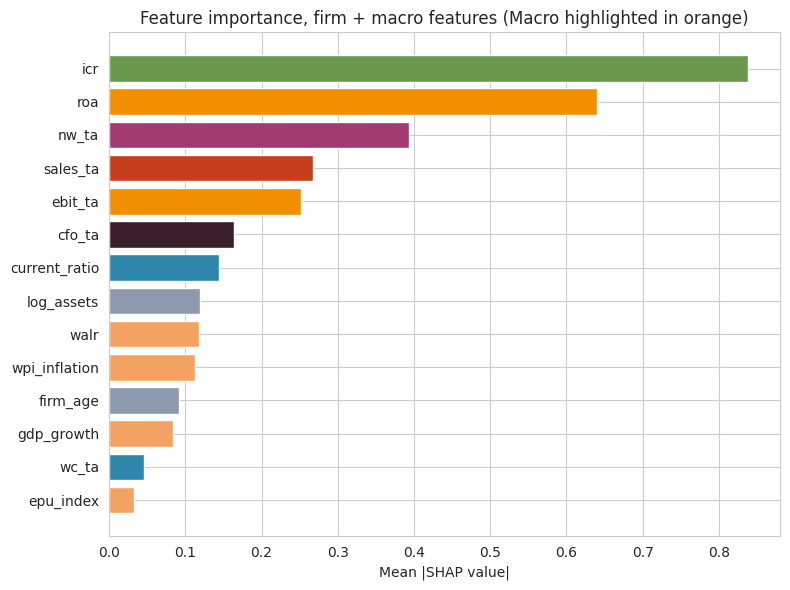 Feature importance, firm + macro features (Macro highlighted in orange)
icr
roa
nw_ta
sales_ta
ebit_ta
cfo_ta
current_ratio
log_assets
walr
wpi_inflation
firm_age
gdp_growth
wc_ta
epu_index
0.0 0.1 0.2 0.3 0.4 0.5 0.6 0.7 0.8
Mean |SHAP value|